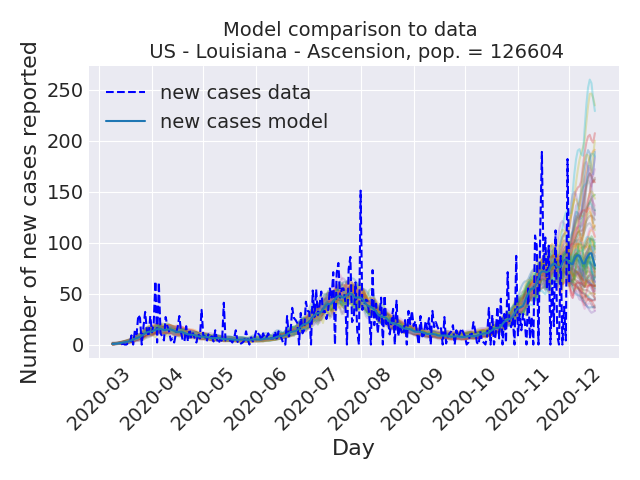 Model comparison to data
US - Louisiana - Ascension, pop. = 126604
Number of new cases reported
250
200
150
100
50
0
new cases data
new cases model
2020-03
2020-04
2020-05
2020-06
2020-07
2020-08
2020-09
2020-10
2020-11
2020-12
Day